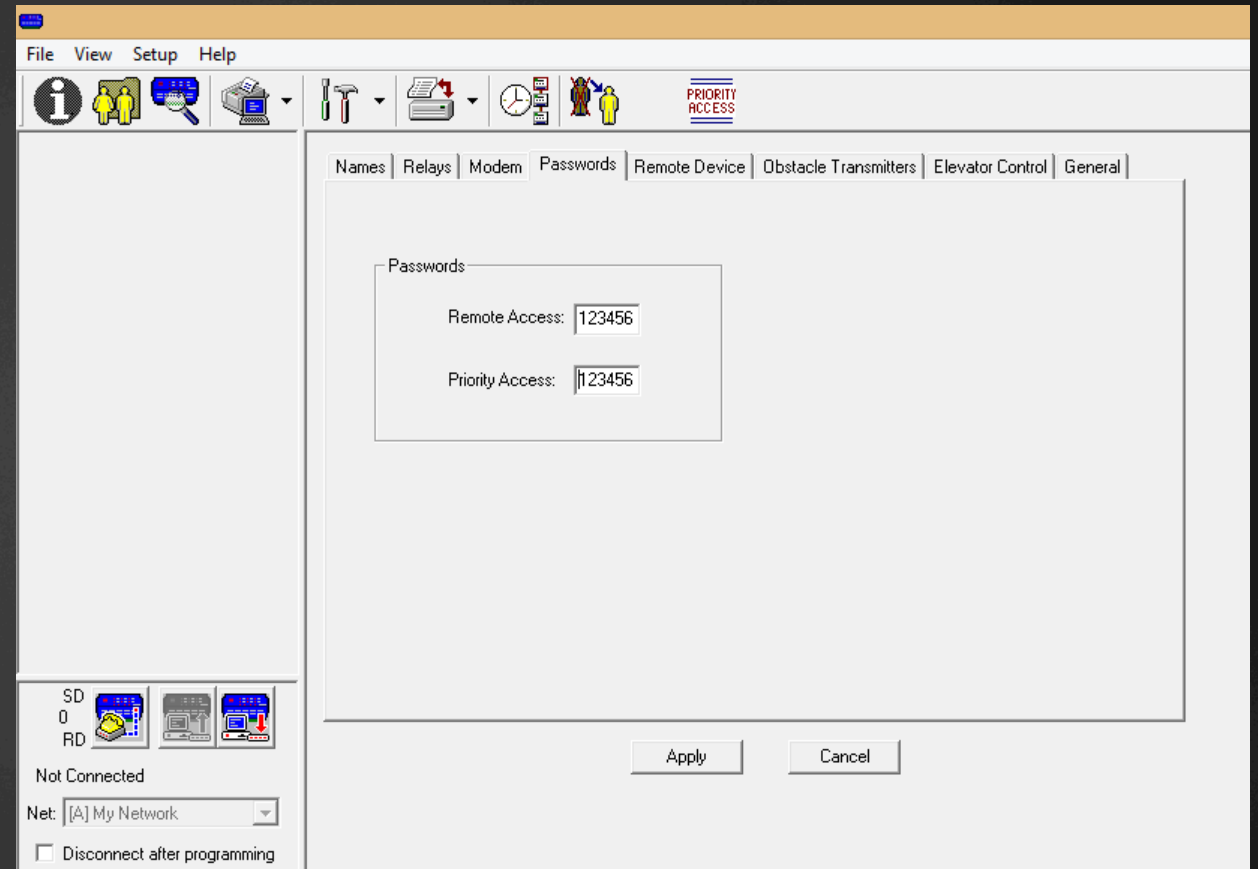 File View Setup Help
PRIORITY
ACCESS
Names Relays Modem Passwords Remote Device Obstacle Transmitters Elevator Control General
Passwords
Remote Access: 123456
Priority Access: 123456
Apply Cancel
SD
0
RD
Not Connected
Net: [A] My Network
Disconnect after programming